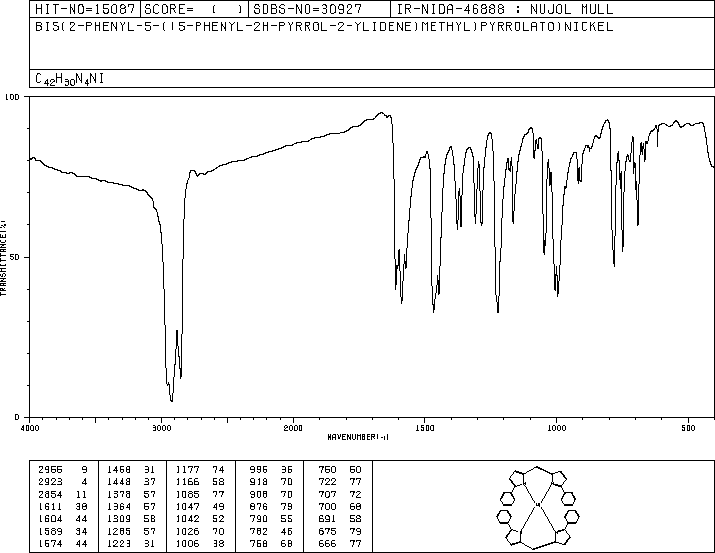 HIT-NO=15087 SCORE= ( ) SDBS-NO=30927 IR-NIDA-46888 : NUJOL MULL
BIS(2-PHENYL-5-((5-PHENYL-2H-PYRROL-2-YLIDENE)METHYL)PYRROLATO)NICKEL
C42H30N4NI
100
50
0
TRANSMITTANCE(%)
4000 3000 2000 1500 1000 500
WAVENUMBER(-1)
2966 9 1468 31 1177 74 996 36 760 60
2923 4 1448 37 1166 58 918 70 722 77
2854 11 1378 57 1085 77 908 70 707 72
1611 38 1364 57 1047 49 876 79 700 68
1604 44 1309 58 1042 52 790 55 691 58
1589 34 1285 57 1026 70 782 46 675 79
1574 44 1223 31 1006 38 768 68 666 77